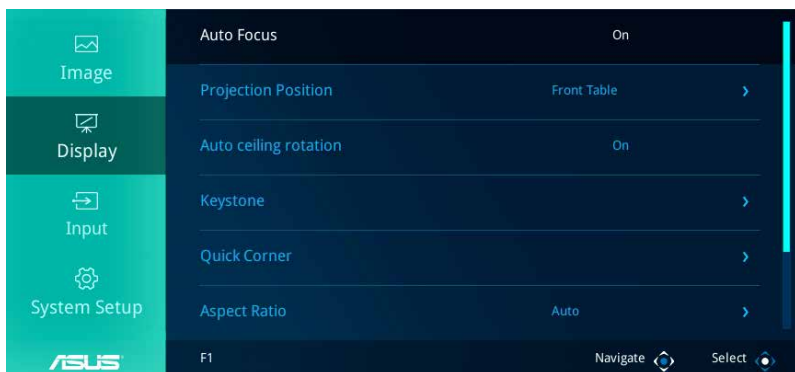 Image
Display
Input
System Setup
ASUS
Auto Focus On
Projection Position Front Table
Auto ceiling rotation On
Keystone
Quick Corner
Aspect Ratio Auto
F1 Navigate Select